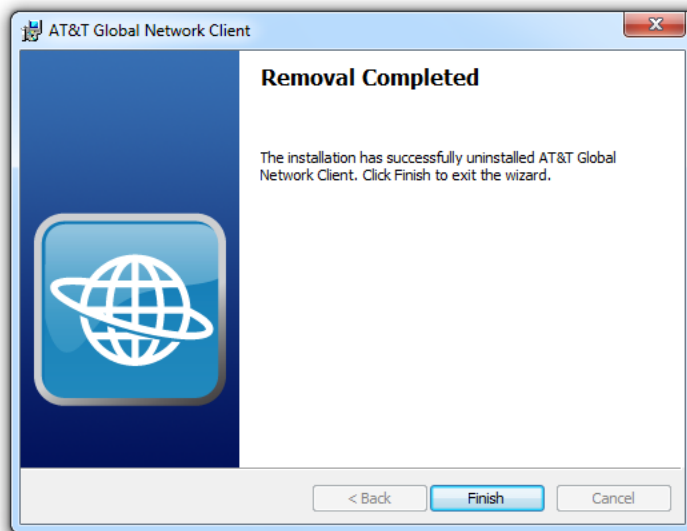 AT&T Global Network Client
Removal Completed
The installation has successfully uninstalled AT&T Global
Network Client. Click Finish to exit the wizard.
< Back
Finish
Cancel